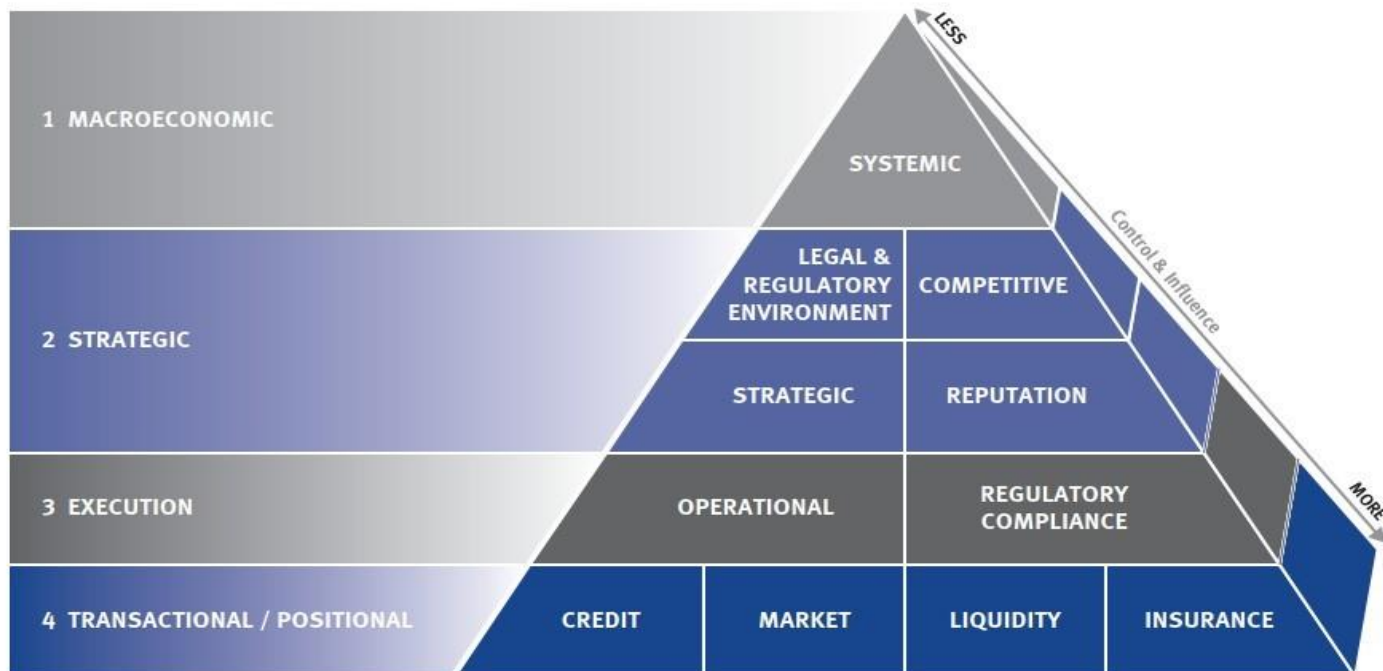 LESS
1 MACROECONOMIC
SYSTEMIC
Control & Influence
2 STRATEGIC
LEGAL &
REGULATORY
ENVIRONMENT
COMPETITIVE
STRATEGIC
REPUTATION
3 EXECUTION
OPERATIONAL
REGULATORY
COMPLIANCE
MORE
4 TRANSACTIONAL / POSITIONAL
CREDIT
MARKET
LIQUIDITY
INSURANCE